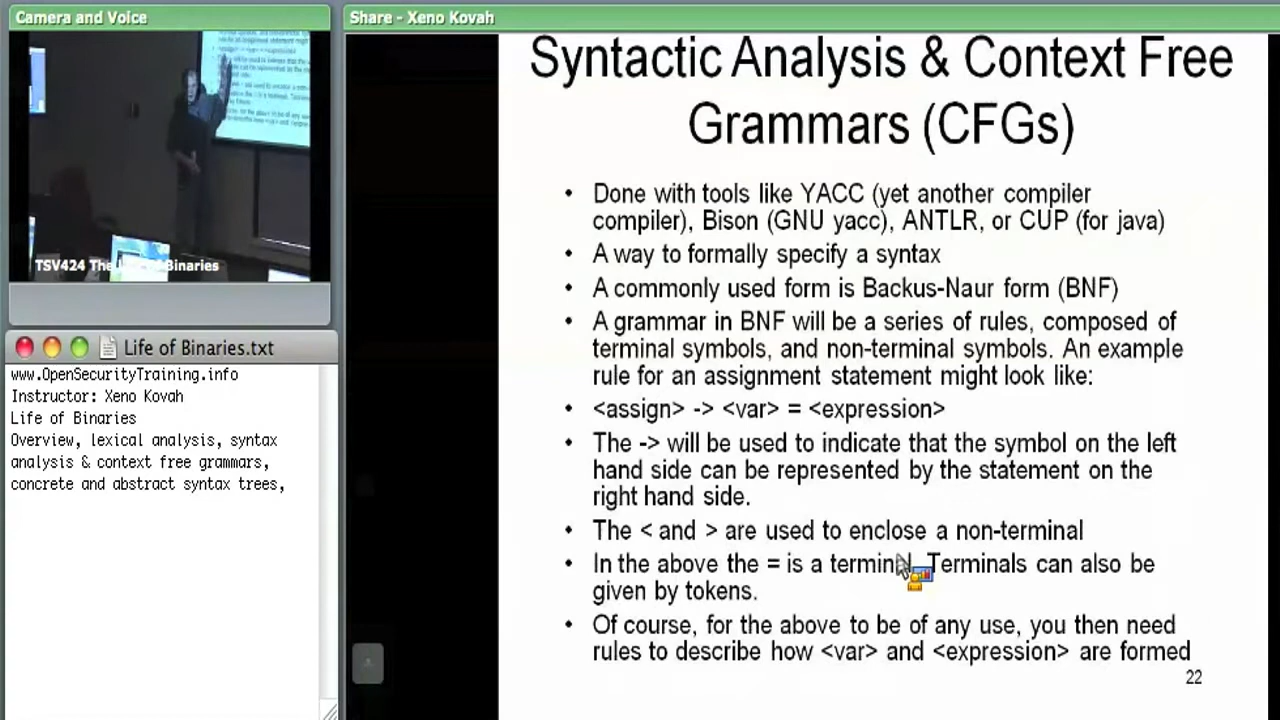 Camera and Voice
TSV424 The Life of Binaries
Life of Binaries.txt
www.OpenSecurityTraining.info
Instructor: Xeno Kovah
Life of Binaries
Overview, lexical analysis, syntax
analysis & context free grammars,
concrete and abstract syntax trees,
Share - Xeno Kovah
Syntactic Analysis & Context Free
Grammars (CFGs)
• Done with tools like YACC (yet another compiler
compiler), Bison (GNU yacc), ANTLR, or CUP (for java)
• A way to formally specify a syntax
• A commonly used form is Backus-Naur form (BNF)
• A grammar in BNF will be a series of rules, composed of
terminal symbols, and non-terminal symbols. An example
rule for an assignment statement might look like:
• <assign> -> <var> = <expression>
• The -> will be used to indicate that the symbol on the left
hand side can be represented by the statement on the
right hand side.
• The < and > are used to enclose a non-terminal
• In the above the = is a terminal. Terminals can also be
given by tokens.
• Of course, for the above to be of any use, you then need
rules to describe how <var> and <expression> are formed
22